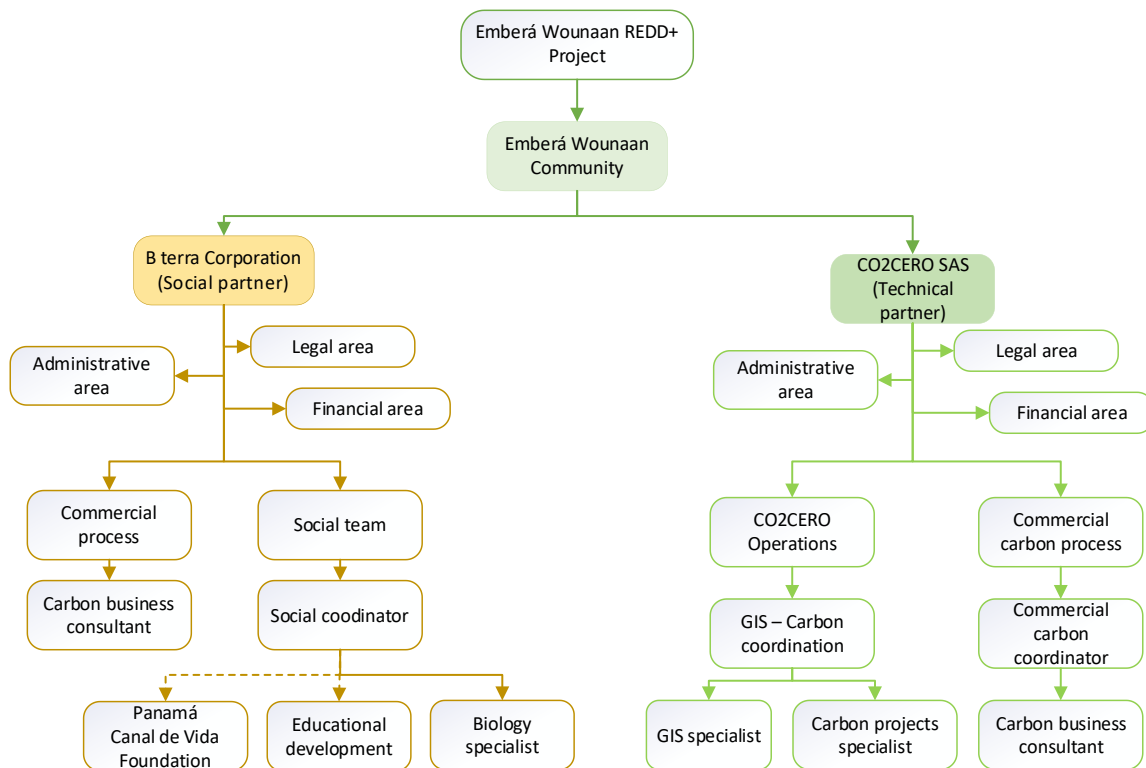 Emberá Wounaan REDD+
Project
Emberá Wounaan
Community
B terra Corporation
(Social partner)
CO2CERO SAS
(Technical
partner)
Legal area
Administrative
area
Financial area
Legal area
Administrative
area
Financial area
Commercial
process
Social team
CO2CERO
Operations
Commercial
carbon process
Carbon business
consultant
Social coodinator
GIS – Carbon
coordination
Commercial
carbon
coordinator
Panamá
Canal de Vida
Foundation
Educational
development
Biology
specialist
GIS specialist
Carbon projects
specialist
Carbon business
consultant